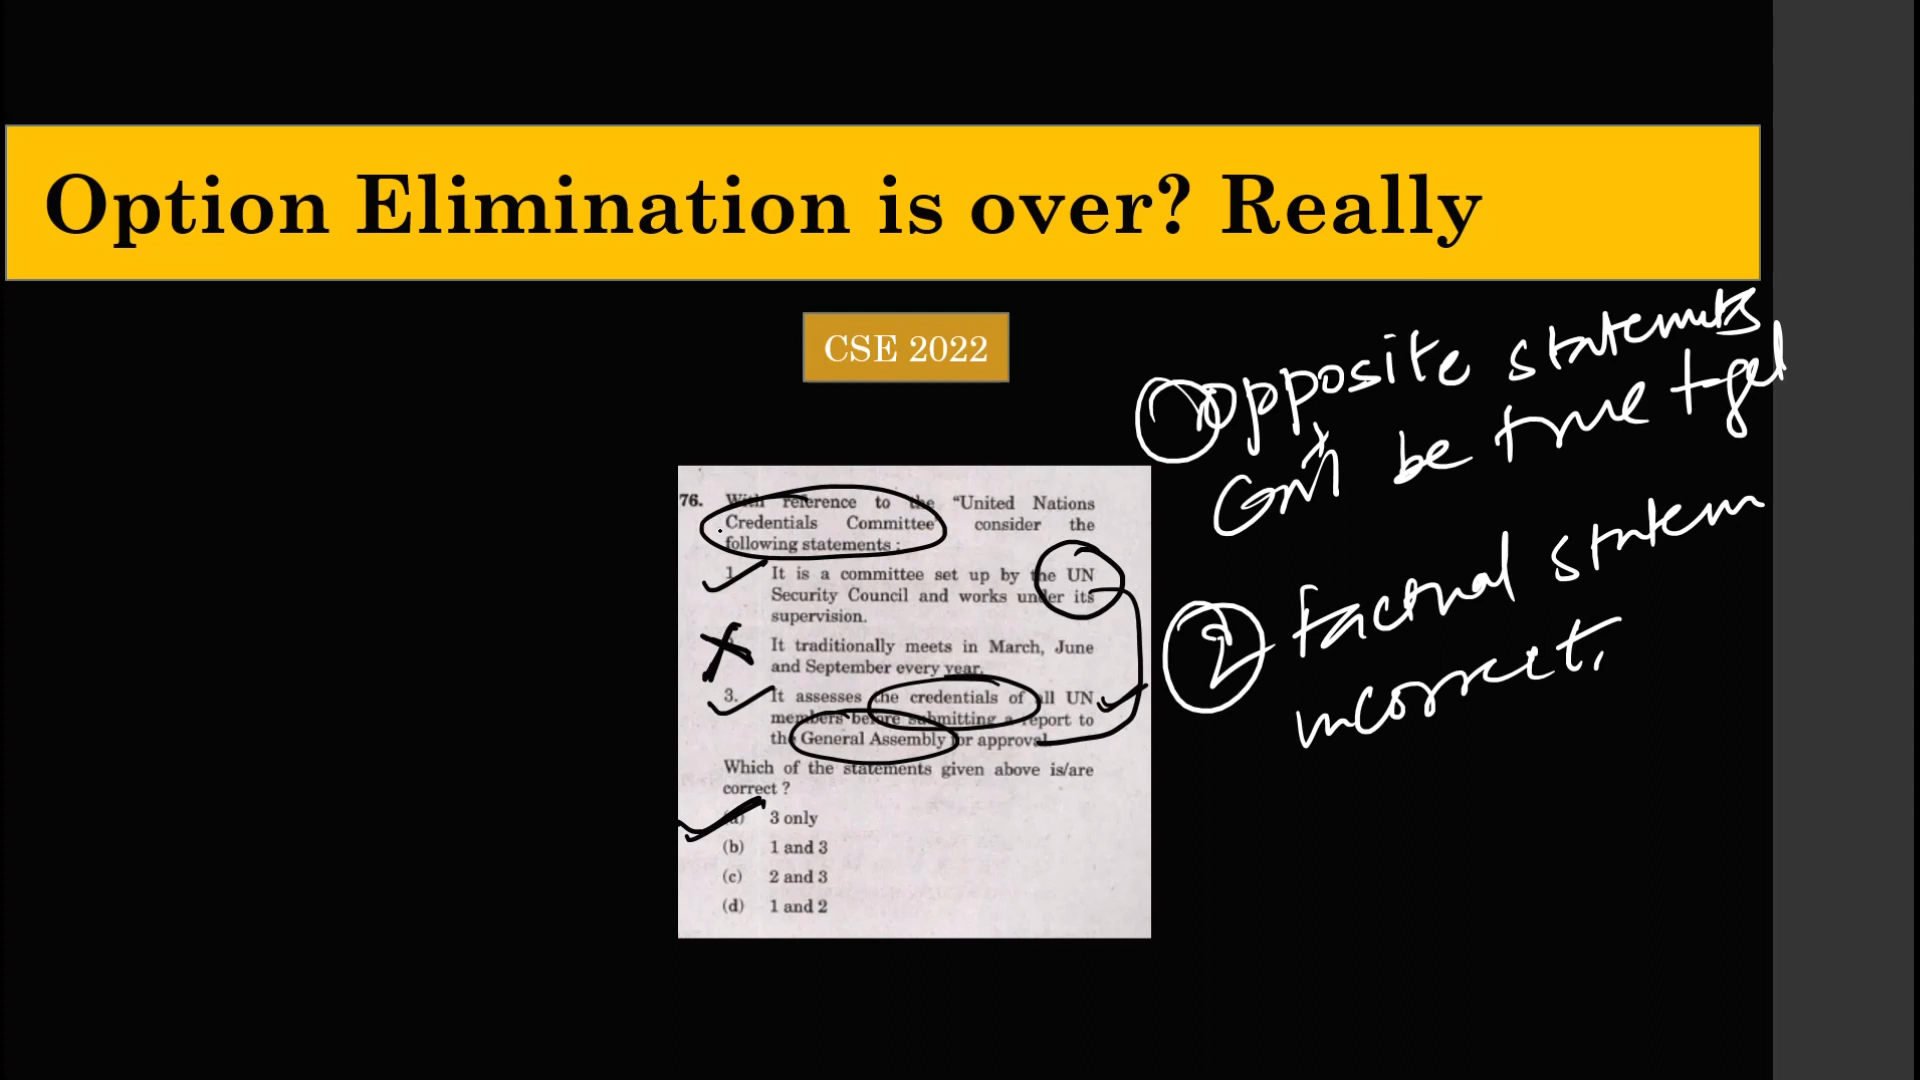 Option Elimination is over? Really
CSE 2022
76. With reference to the "United Nations
Credentials Committee" consider the
following statements :
1. It is a committee set up by the UN
Security Council and works under its
supervision.
It traditionally meets in March, June
and September every year.
3. It assesses the credentials of all UN
members before submitting a report to
the General Assembly for approval.
Which of the statements given above is/are
correct ?
(a) 3 only
(b) 1 and 3
(c) 2 and 3
(d) 1 and 2
① opposite statements
Can't be true
② factual statem
incorrect.